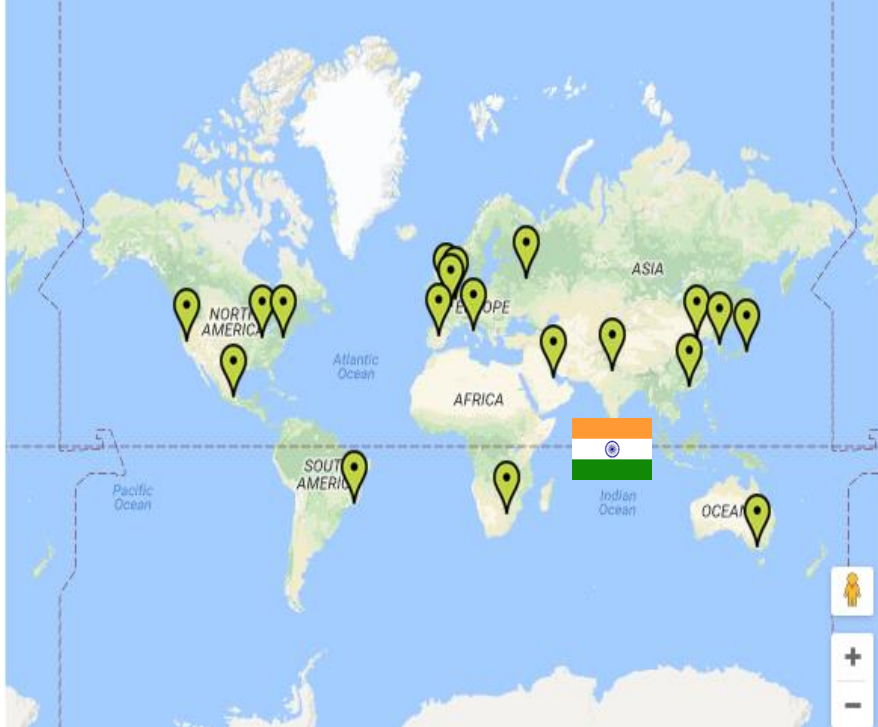 ASIA
NORTH
AMERICA
EUROPE
Atlantic
Ocean
AFRICA
SOUTH
AMERICA
Pacific
Ocean
Indian
Ocean
OCEANIA